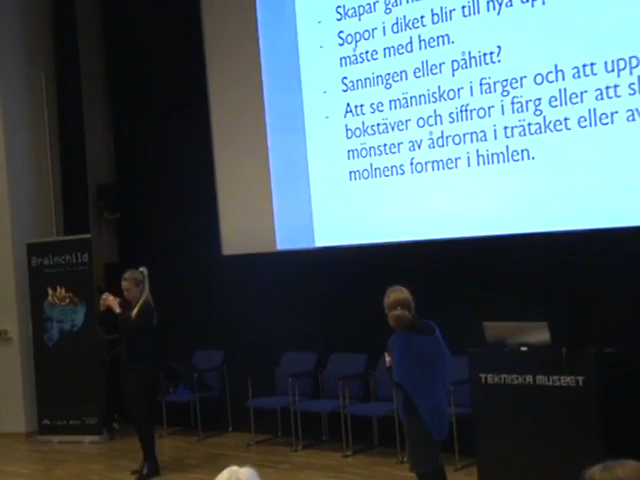 - Skapar
- Sopor i diket blir till nya
måste med hem.
- Sanningen eller påhitt?
- Att se människor i färger och att upp
bokstäver och siffror i färg eller att s
mönster av ådrorna i trätaket eller av
molnens former i himlen.
Brainchild
TEKNISKA MUSEET